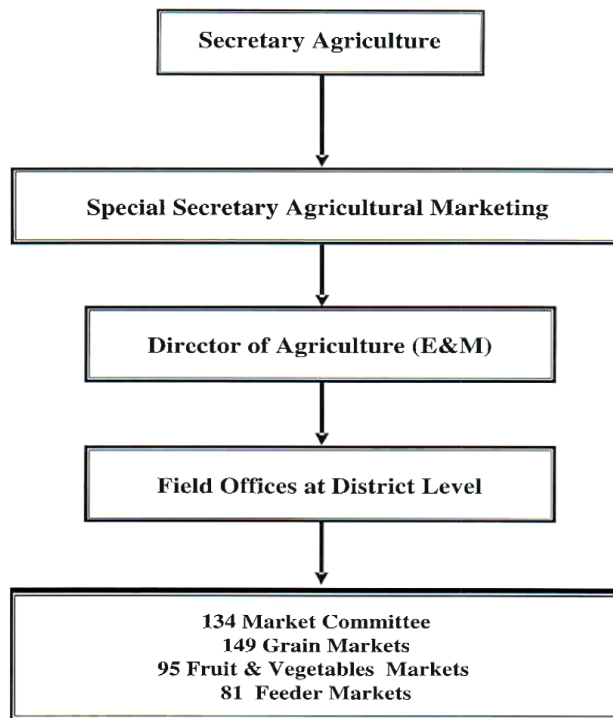 Secretary Agriculture
Special Secretary Agricultural Marketing
Director of Agriculture (E&M)
Field Offices at District Level
134 Market Committee
149 Grain Markets
95 Fruit & Vegetables Markets
81 Feeder Markets